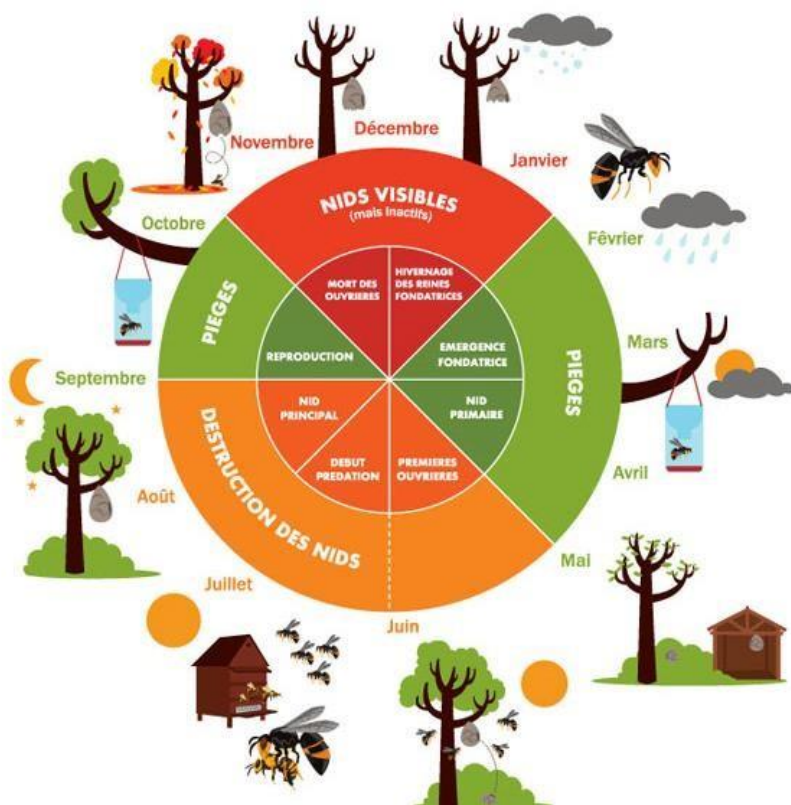 Décembre
Novembre
Janvier
NIDS VISIBLES
(mais inactifs)
Octobre
Fêvrier
PIEGES
MORT DES
OUVRIERES
HIVERNAGE
DES REINES
FONDATRICES
REPRODUCTION
EMERGENCE
FONDATRICE
Mars
PIEGES
Septembre
NID
PRINCIPAL
NID
PRIMAIRE
DESTRUCTION DES NIDS
DEBUT
PREDATION
PREMIERES
OUVRIERES
Avril
Août
Mai
Juillet
Juin